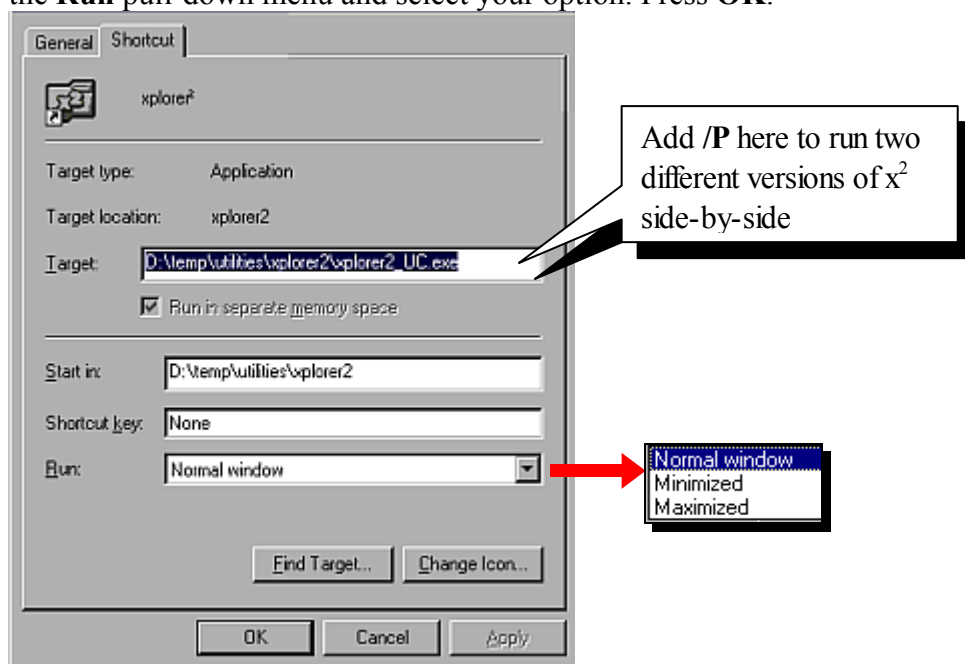 the Run pull-down menu and select your option. Press OK.
General Shortcut
xplorer²
Target type: Application
Target location: xplorer2
Target: D:\temp\utilities\xplorer2\xplorer2_UC.exe
Run in separate memory space
Start in: D:\temp\utilities\xplorer2
Shortcut key: None
Run: Normal window
Find Target... Change Icon...
OK Cancel Apply
Add /P here to run two
different versions of x²
side-by-side
Normal window
Minimized
Maximized